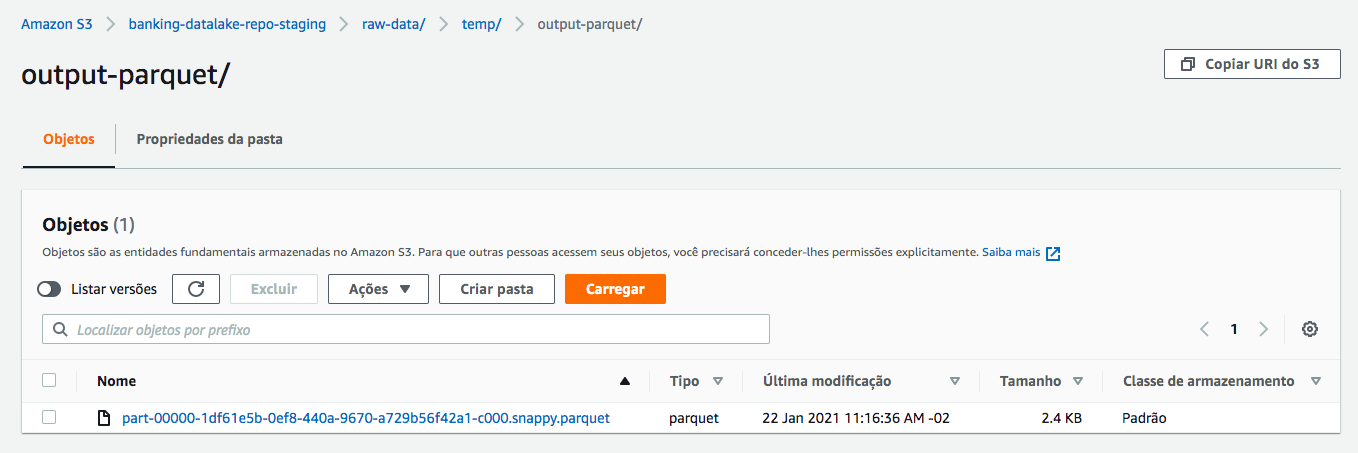 Amazon S3 > banking-datalake-repo-staging > raw-data/ > temp/ > output-parquet/
output-parquet/
Copiar URI do S3
Objetos
Propriedades da pasta
Objetos (1)
Objetos são as entidades fundamentais armazenadas no Amazon S3. Para que outras pessoas acessem seus objetos, você precisará conceder-lhes permissões explicitamente. Saiba mais
Listar versões Excluir Ações Criar pasta Carregar
Localizar objetos por prefixo 1
Nome Tipo Última modificação Tamanho Classe de armazenamento
part-00000-1df61e5b-0ef8-440a-9670-a729b56f42a1-c000.snappy.parquet parquet 22 Jan 2021 11:16:36 AM -02 2.4 KB Padrão